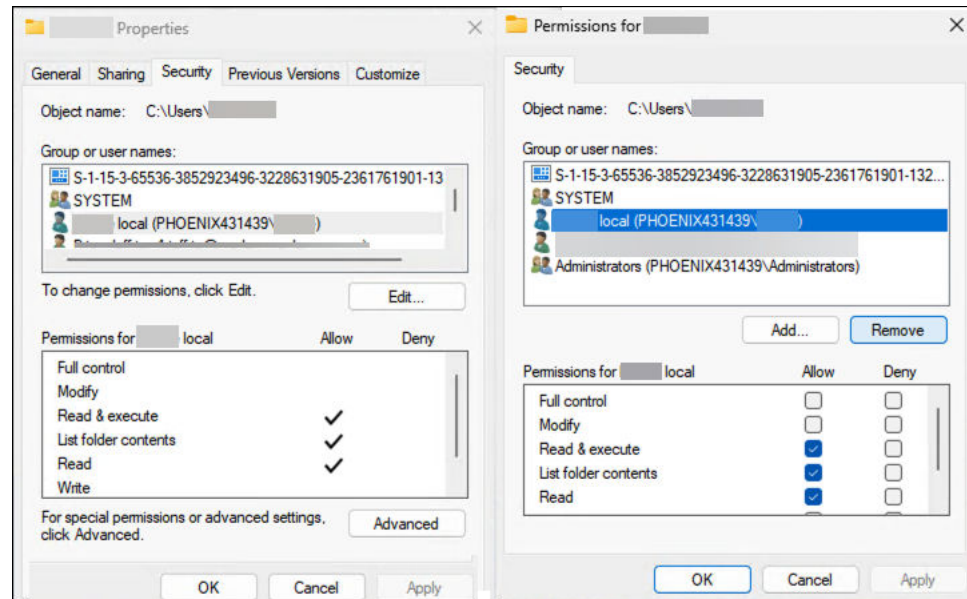 Properties
General Sharing Security Previous Versions Customize
Object name: C:\Users\
Group or user names:
S-1-15-3-65536-3852923496-3228631905-2361761901-13
SYSTEM
local (PHOENIX431439\ )
To change permissions, click Edit.
Edit...
Permissions for local Allow Deny
Full control
Modify
Read & execute
List folder contents
Read
Write
For special permissions or advanced settings,
click Advanced.
Advanced
OK Cancel Apply
Permissions for
Security
Object name: C:\Users\
Group or user names:
S-1-15-3-65536-3852923496-3228631905-2361761901-132...
SYSTEM
local (PHOENIX431439\ )
Administrators (PHOENIX431439\Administrators)
Add... Remove
Permissions for local Allow Deny
Full control
Modify
Read & execute
List folder contents
Read
OK Cancel Apply